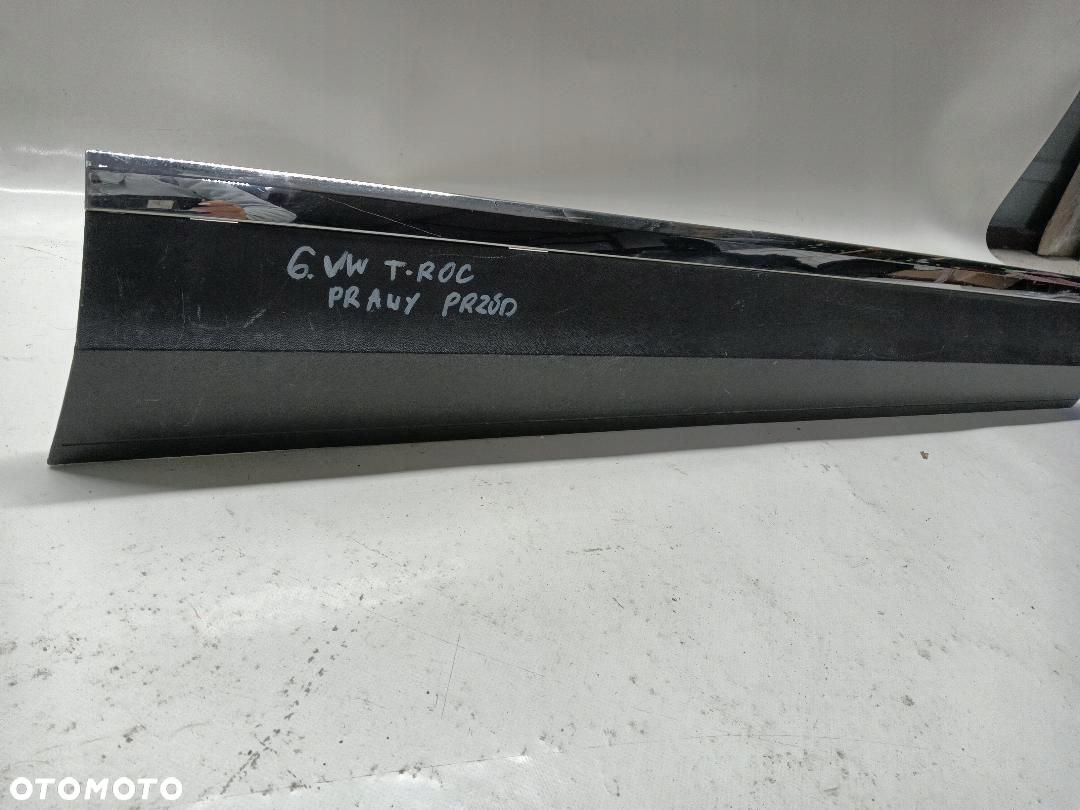 6. VW T-ROC
PRAWY PRZÓD
OTOMOTO